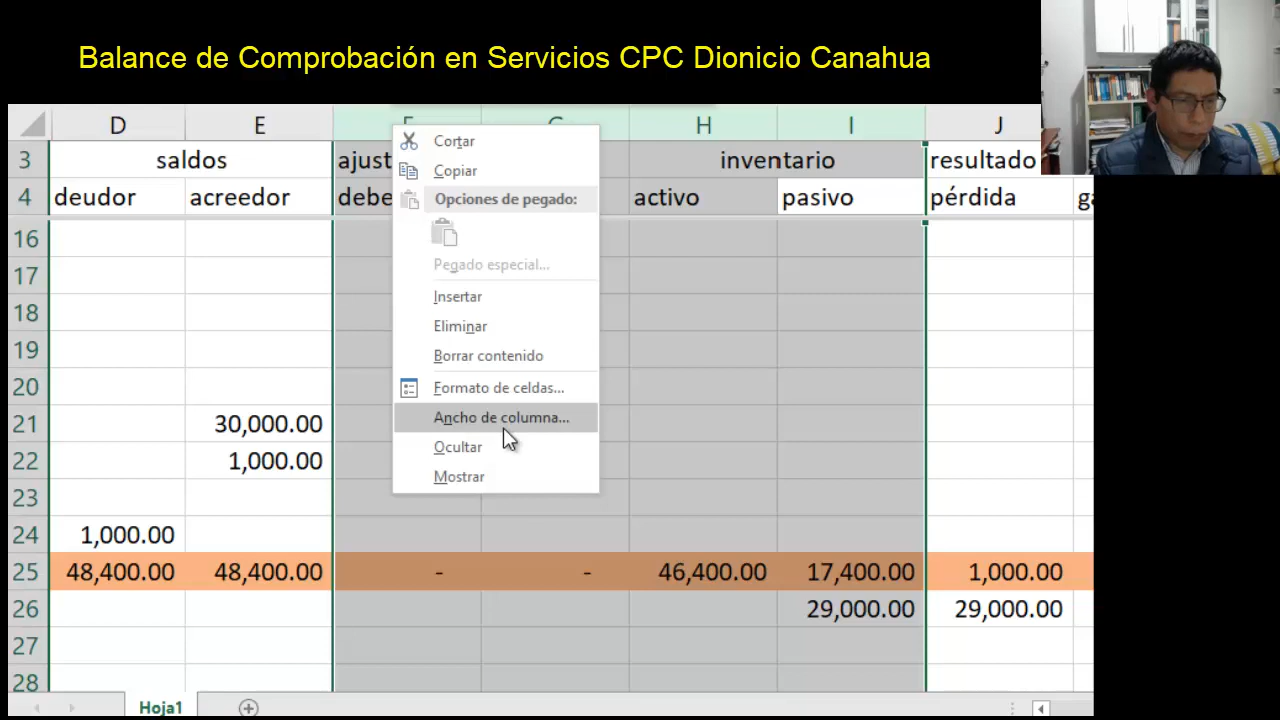 Balance de Comprobación en Servicios CPC Dionicio Canahua
D E H I J
3 saldos ajust inventario resultado
4 deudor acreedor debe activo pasivo pérdida
16
17
18
19
20
21 30,000.00
22 1,000.00
23
24 1,000.00
25 48,400.00 48,400.00 - - 46,400.00 17,400.00 1,000.00
26 29,000.00 29,000.00
27
28
Cortar
Copiar
Opciones de pegado:
Pegado especial...
Insertar
Eliminar
Borrar contenido
Formato de celdas...
Ancho de columna...
Ocultar
Mostrar
Hoja1